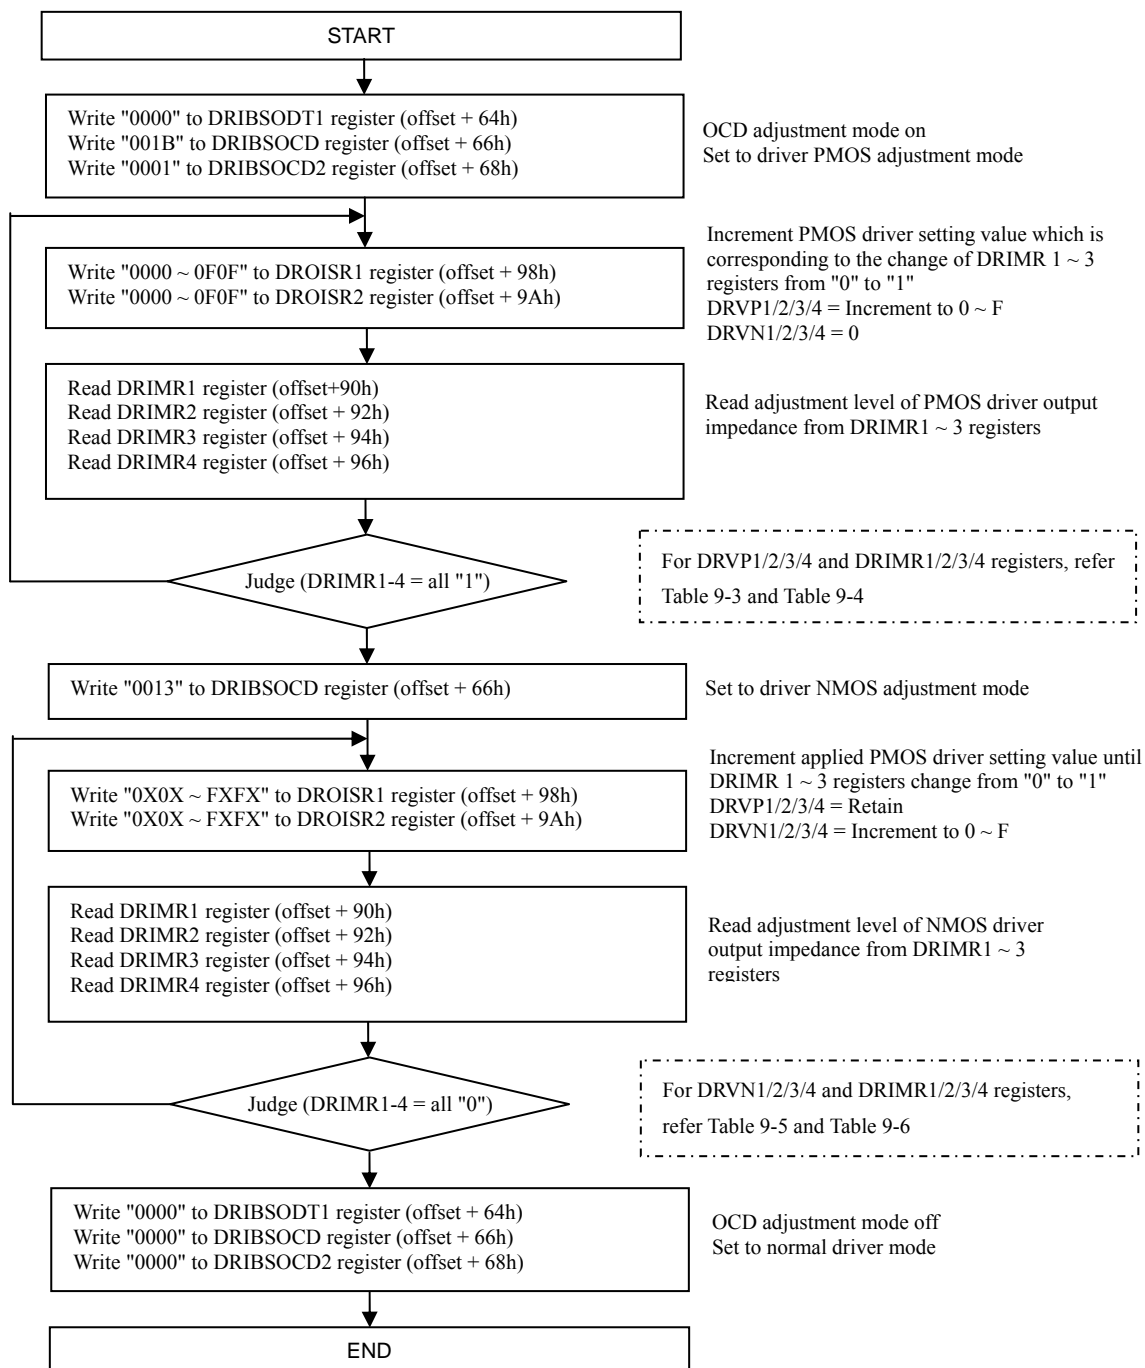 START
Write "0000" to DRIBSODT1 register (offset + 64h)
Write "001B" to DRIBSOCD register (offset + 66h)
Write "0001" to DRIBSOCD2 register (offset + 68h)
OCD adjustment mode on
Set to driver PMOS adjustment mode
Write "0000 ~ 0F0F" to DROISR1 register (offset + 98h)
Write "0000 ~ 0F0F" to DROISR2 register (offset + 9Ah)
Increment PMOS driver setting value which is
corresponding to the change of DRIMR 1 ~ 3
registers from "0" to "1"
DRVP1/2/3/4 = Increment to 0 ~ F
DRVN1/2/3/4 = 0
Read DRIMR1 register (offset+90h)
Read DRIMR2 register (offset + 92h)
Read DRIMR3 register (offset + 94h)
Read DRIMR4 register (offset + 96h)
Read adjustment level of PMOS driver output
impedance from DRIMR1 ~ 3 registers
Judge (DRIMR1-4 = all "1")
For DRVP1/2/3/4 and DRIMR1/2/3/4 registers, refer
Table 9-3 and Table 9-4
Write "0013" to DRIBSOCD register (offset + 66h)
Set to driver NMOS adjustment mode
Write "0X0X ~ FXFX" to DROISR1 register (offset + 98h)
Write "0X0X ~ FXFX" to DROISR2 register (offset + 9Ah)
Increment applied PMOS driver setting value until
DRIMR 1 ~ 3 registers change from "0" to "1"
DRVP1/2/3/4 = Retain
DRVN1/2/3/4 = Increment to 0 ~ F
Read DRIMR1 register (offset + 90h)
Read DRIMR2 register (offset + 92h)
Read DRIMR3 register (offset + 94h)
Read DRIMR4 register (offset + 96h)
Read adjustment level of NMOS driver
output impedance from DRIMR1 ~ 3
registers
Judge (DRIMR1-4 = all "0")
For DRVN1/2/3/4 and DRIMR1/2/3/4 registers,
refer Table 9-5 and Table 9-6
Write "0000" to DRIBSODT1 register (offset + 64h)
Write "0000" to DRIBSOCD register (offset + 66h)
Write "0000" to DRIBSOCD2 register (offset + 68h)
OCD adjustment mode off
Set to normal driver mode
END